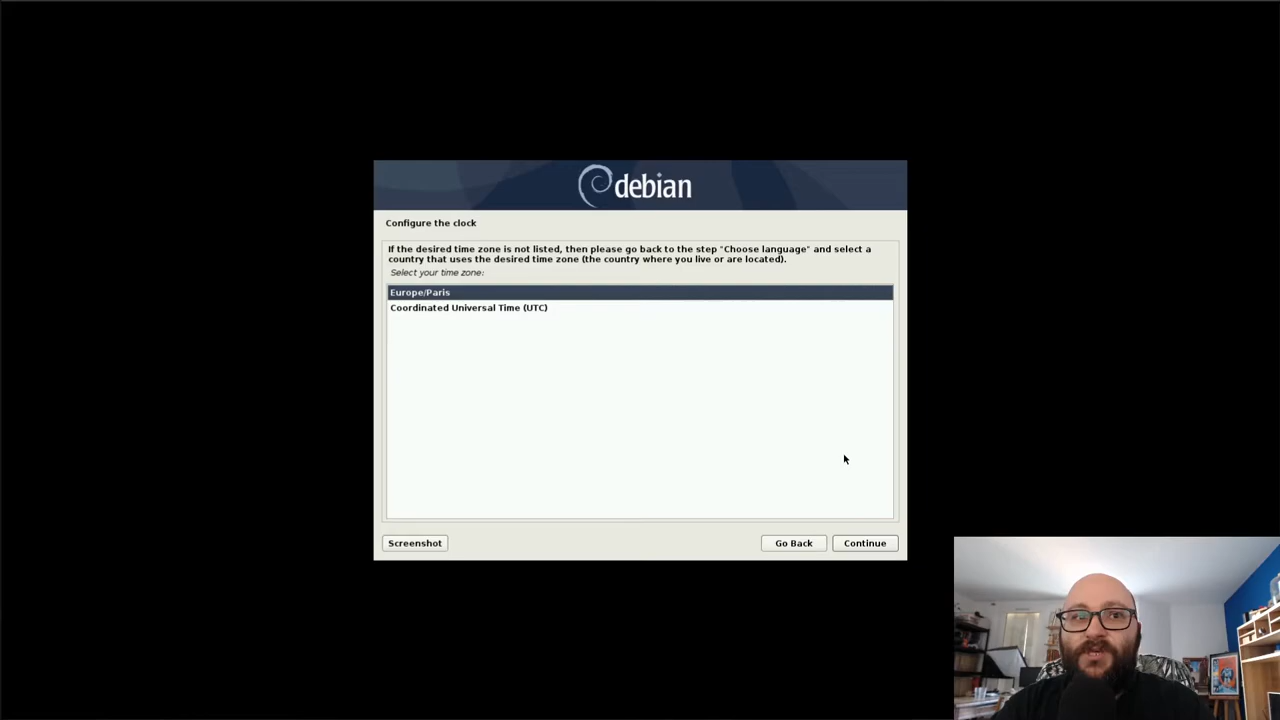 debian
Configure the clock
If the desired time zone is not listed, then please go back to the step "Choose language" and select a
country that uses the desired time zone (the country where you live or are located).
Select your time zone:
Europe/Paris
Coordinated Universal Time (UTC)
Screenshot
Go Back
Continue